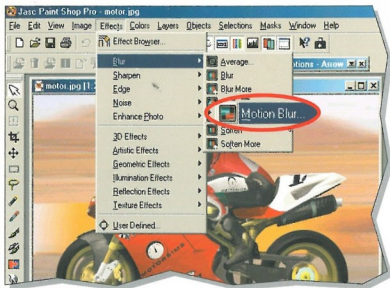 Jasc Paint Shop Pro - motor.jpg
File Edit View Image Effects Colors Layers Objects Selections Masks Window Help
Effect Browser...
Blur
Sharpen
Edge
Noise
Enhance Photo
3D Effects
Artistic Effects
Geometric Effects
Illumination Effects
Reflection Effects
Texture Effects
User Defined...
Average...
Blur
Blur More
Motion Blur...
Soften
Soften More
ptions - Arrow
motor.jpg [1: